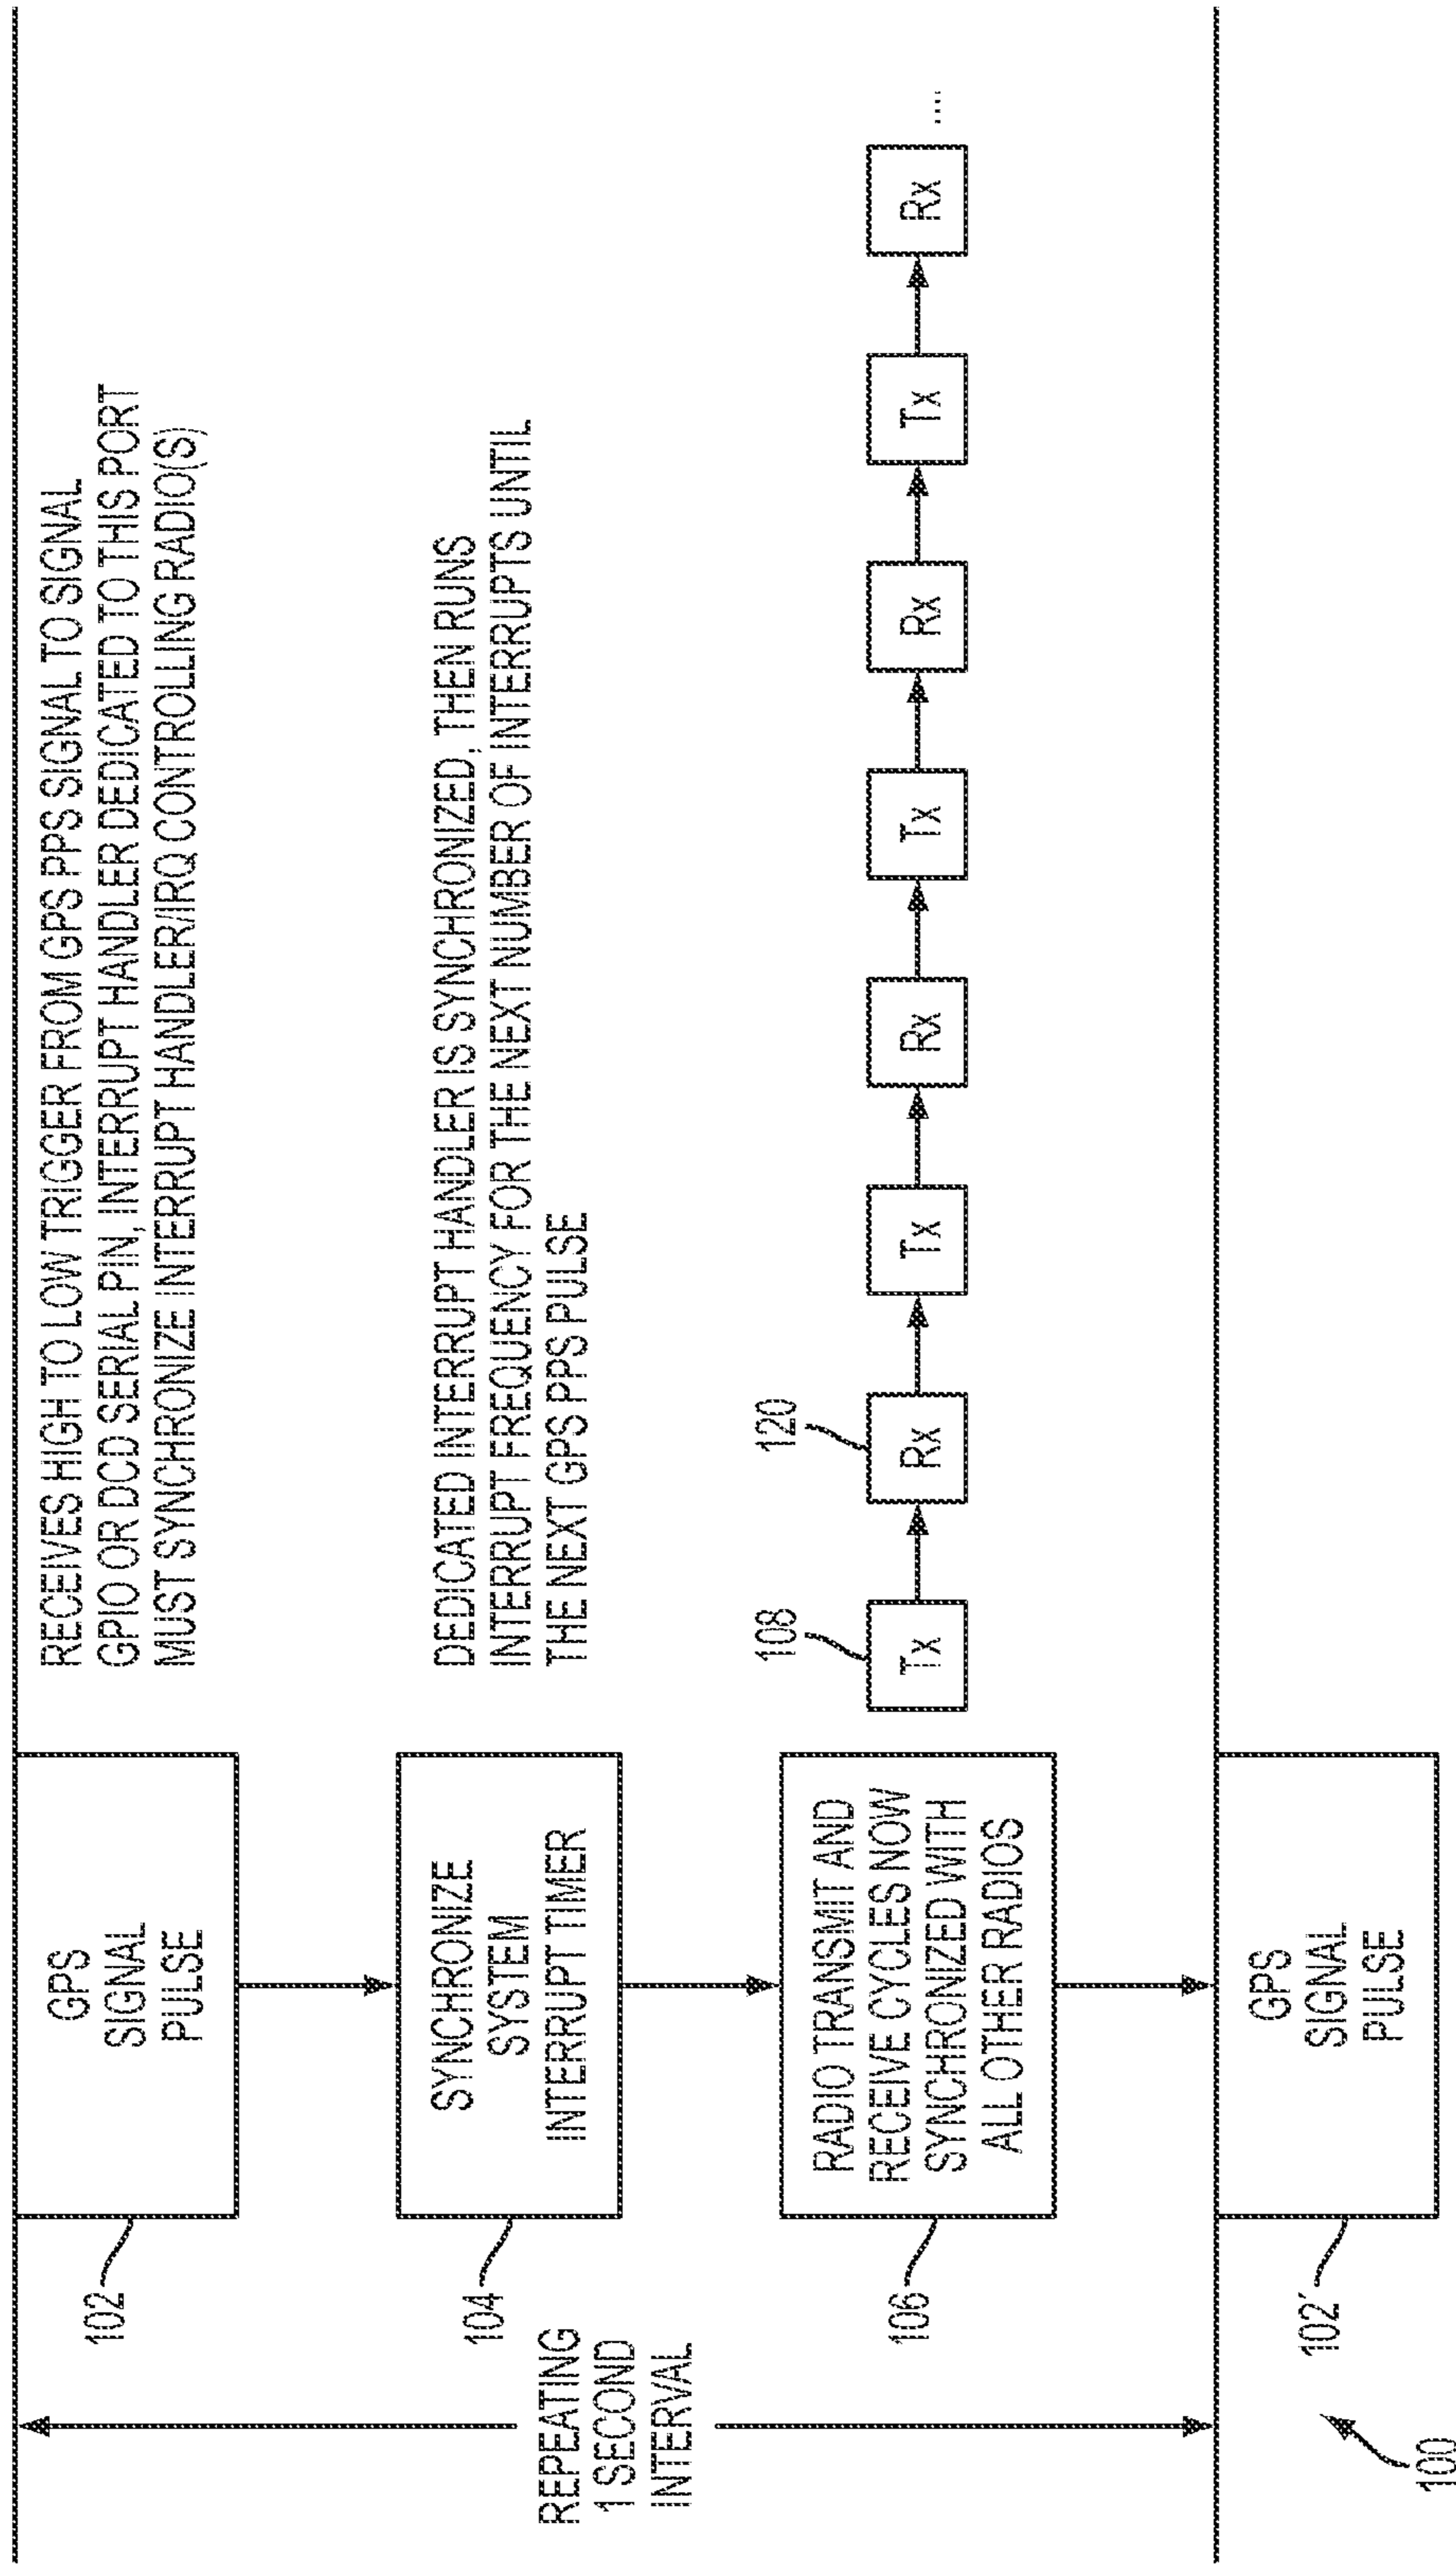 RECEIVES HIGH TO LOW TRIGGER FROM GPS PPS SIGNAL TO SIGNAL
GPIO OR DCD SERIAL PIN, INTERRUPT HANDLER DEDICATED TO THIS PORT
MUST SYNCHRONIZE INTERRUPT HANDLER/IRQ CONTROLLING RADIO(S)
GPS
SIGNAL
PULSE
102
DEDICATED INTERRUPT HANDLER IS SYNCHRONIZED, THEN RUNS
INTERRUPT FREQUENCY FOR THE NEXT NUMBER OF INTERRUPTS UNTIL
THE NEXT GPS PPS PULSE
SYNCHRONIZE
SYSTEM
INTERRUPT TIMER
104
REPEATING
1 SECOND
INTERVAL
RADIO TRANSMIT AND
RECEIVE CYCLES NOW
SYNCHRONIZED WITH
ALL OTHER RADIOS
106
108
120
Tx
Rx
Tx
Rx
Tx
Rx
Tx
Rx
....
GPS
SIGNAL
PULSE
102'
100